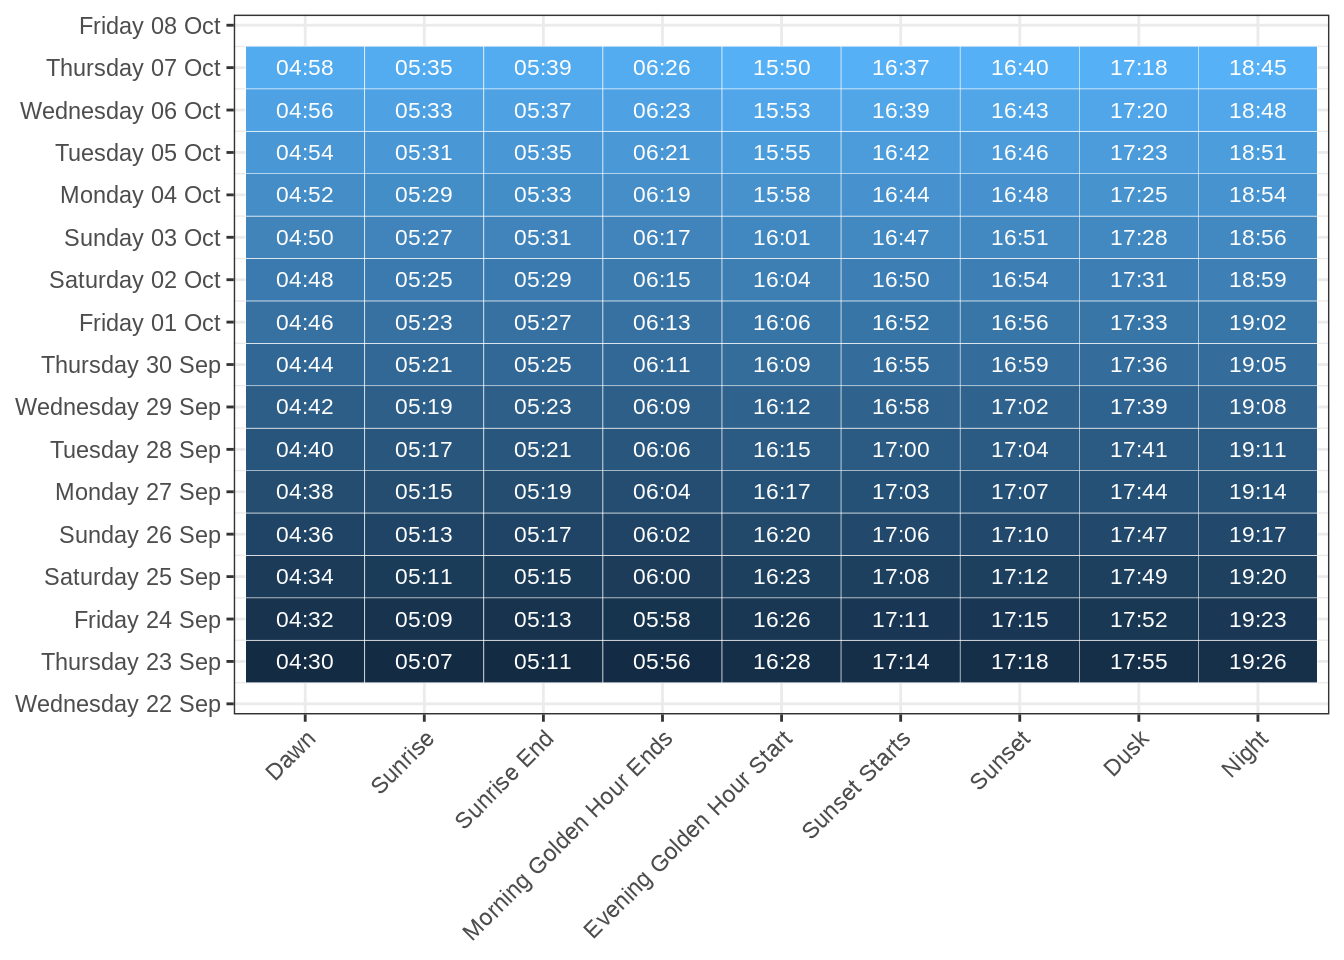 Friday 08 Oct
Thursday 07 Oct 04:58 05:35 05:39 06:26 15:50 16:37 16:40 17:18 18:45
Wednesday 06 Oct 04:56 05:33 05:37 06:23 15:53 16:39 16:43 17:20 18:48
Tuesday 05 Oct 04:54 05:31 05:35 06:21 15:55 16:42 16:46 17:23 18:51
Monday 04 Oct 04:52 05:29 05:33 06:19 15:58 16:44 16:48 17:25 18:54
Sunday 03 Oct 04:50 05:27 05:31 06:17 16:01 16:47 16:51 17:28 18:56
Saturday 02 Oct 04:48 05:25 05:29 06:15 16:04 16:50 16:54 17:31 18:59
Friday 01 Oct 04:46 05:23 05:27 06:13 16:06 16:52 16:56 17:33 19:02
Thursday 30 Sep 04:44 05:21 05:25 06:11 16:09 16:55 16:59 17:36 19:05
Wednesday 29 Sep 04:42 05:19 05:23 06:09 16:12 16:58 17:02 17:39 19:08
Tuesday 28 Sep 04:40 05:17 05:21 06:06 16:15 17:00 17:04 17:41 19:11
Monday 27 Sep 04:38 05:15 05:19 06:04 16:17 17:03 17:07 17:44 19:14
Sunday 26 Sep 04:36 05:13 05:17 06:02 16:20 17:06 17:10 17:47 19:17
Saturday 25 Sep 04:34 05:11 05:15 06:00 16:23 17:08 17:12 17:49 19:20
Friday 24 Sep 04:32 05:09 05:13 05:58 16:26 17:11 17:15 17:52 19:23
Thursday 23 Sep 04:30 05:07 05:11 05:56 16:28 17:14 17:18 17:55 19:26
Wednesday 22 Sep
Dawn
Sunrise
Sunrise End
Morning Golden Hour Ends
Evening Golden Hour Start
Sunset Starts
Sunset
Dusk
Night